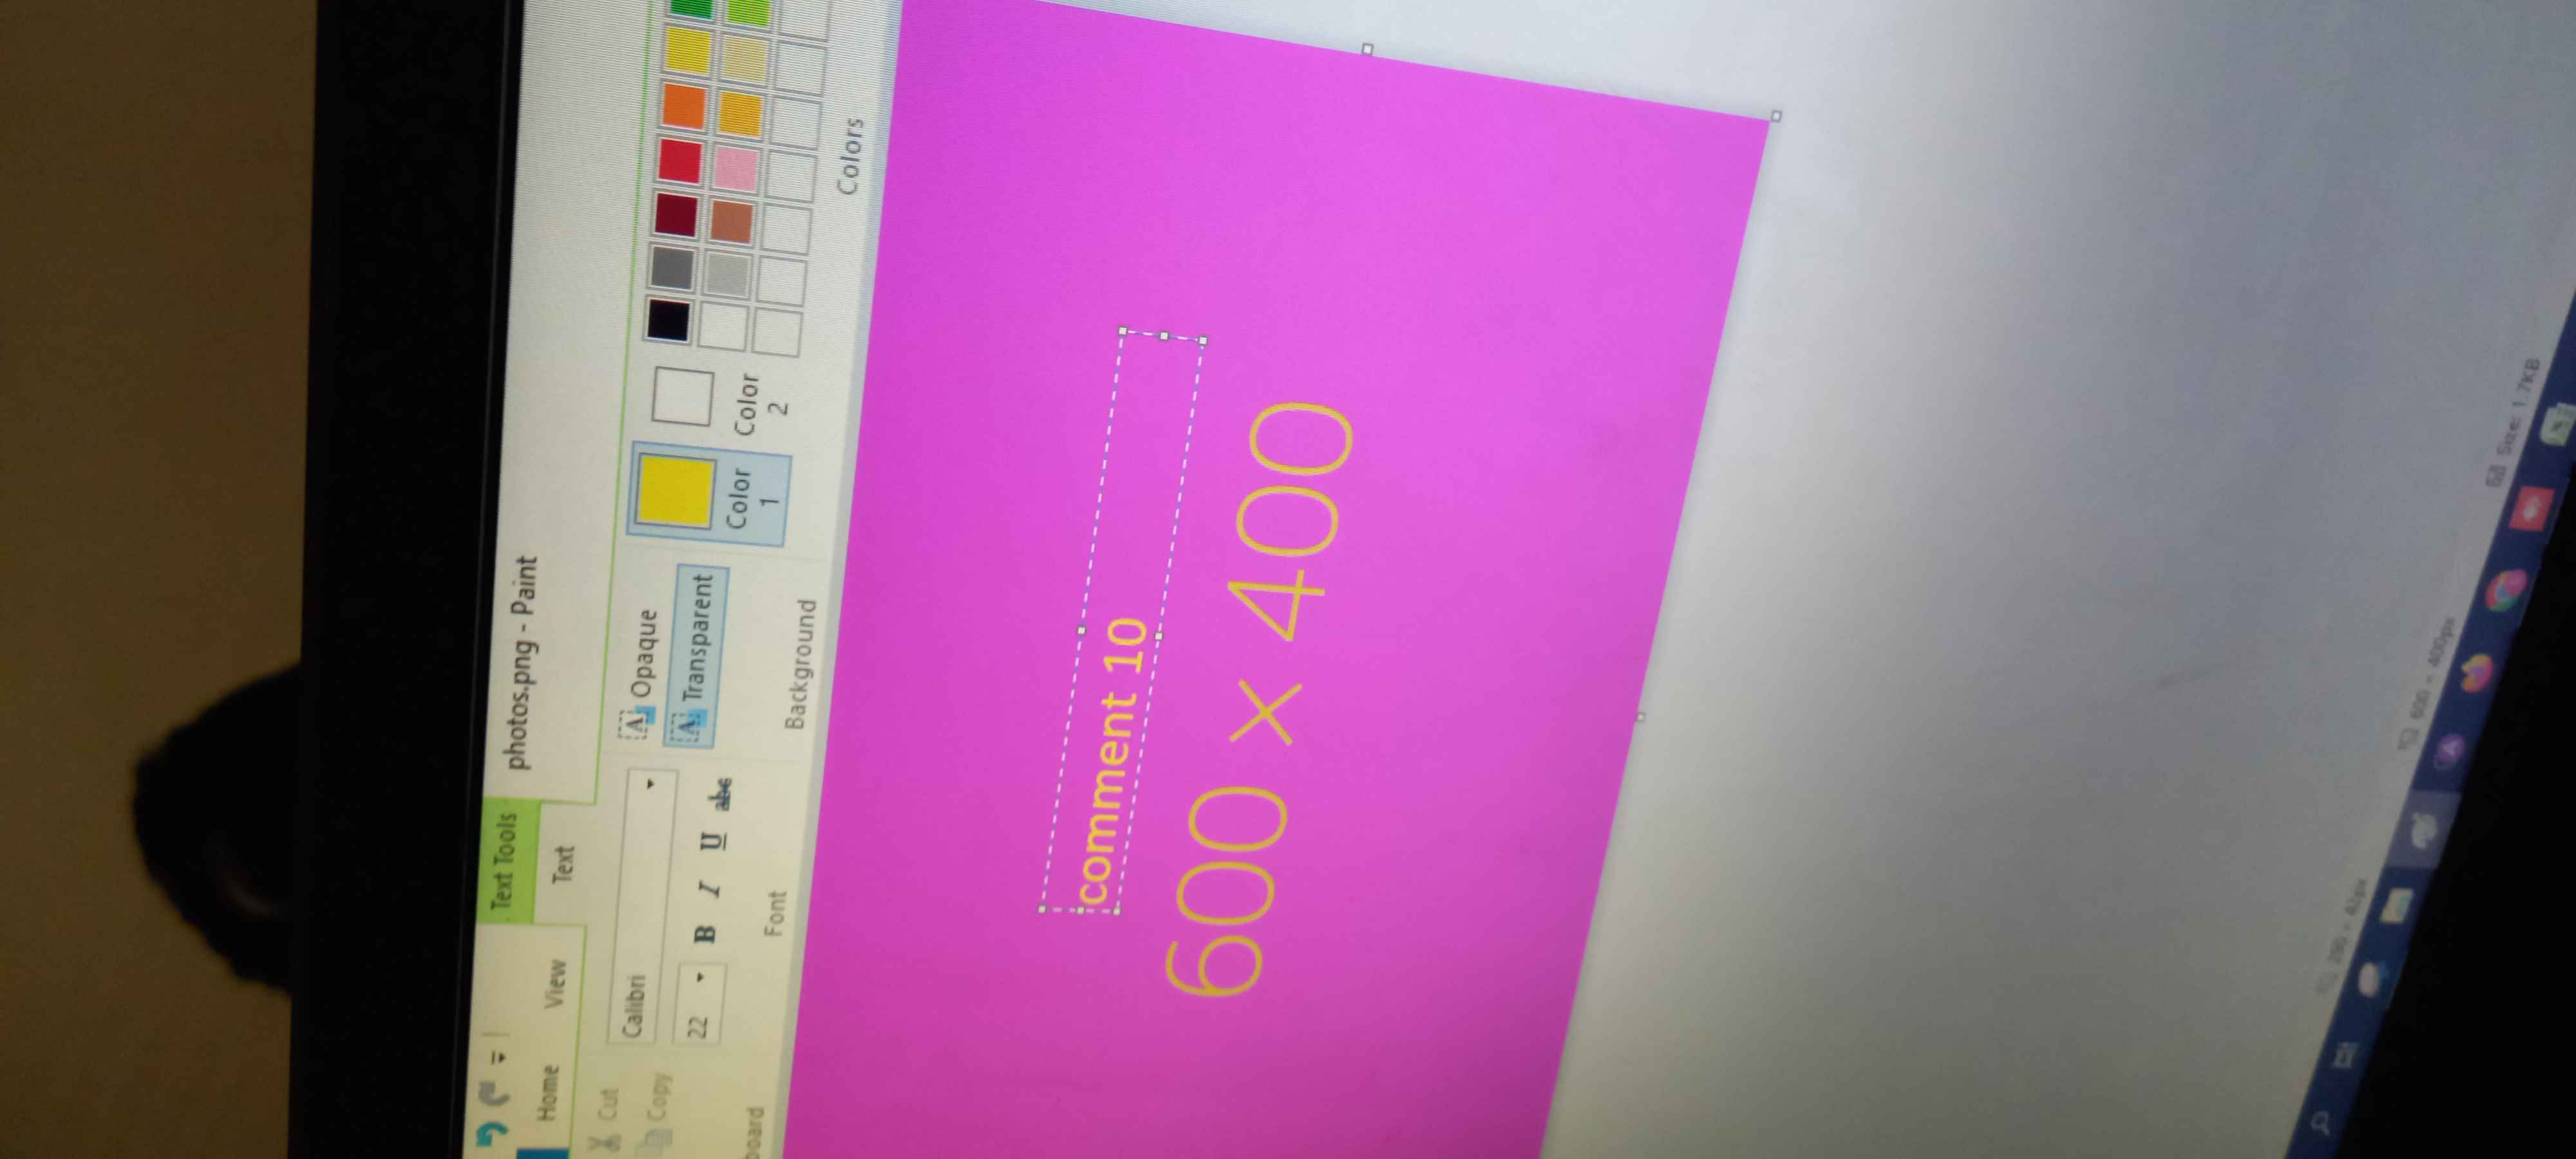 Text Tools
photos.png - Paint
Home View Text
Cut
Copy
Calibri
22 B I U abc
Opaque
Transparent
Color 1
Color 2
board
Font
Background
Colors
comment 10
600 × 400
600 × 400px
Size: 1.7KB